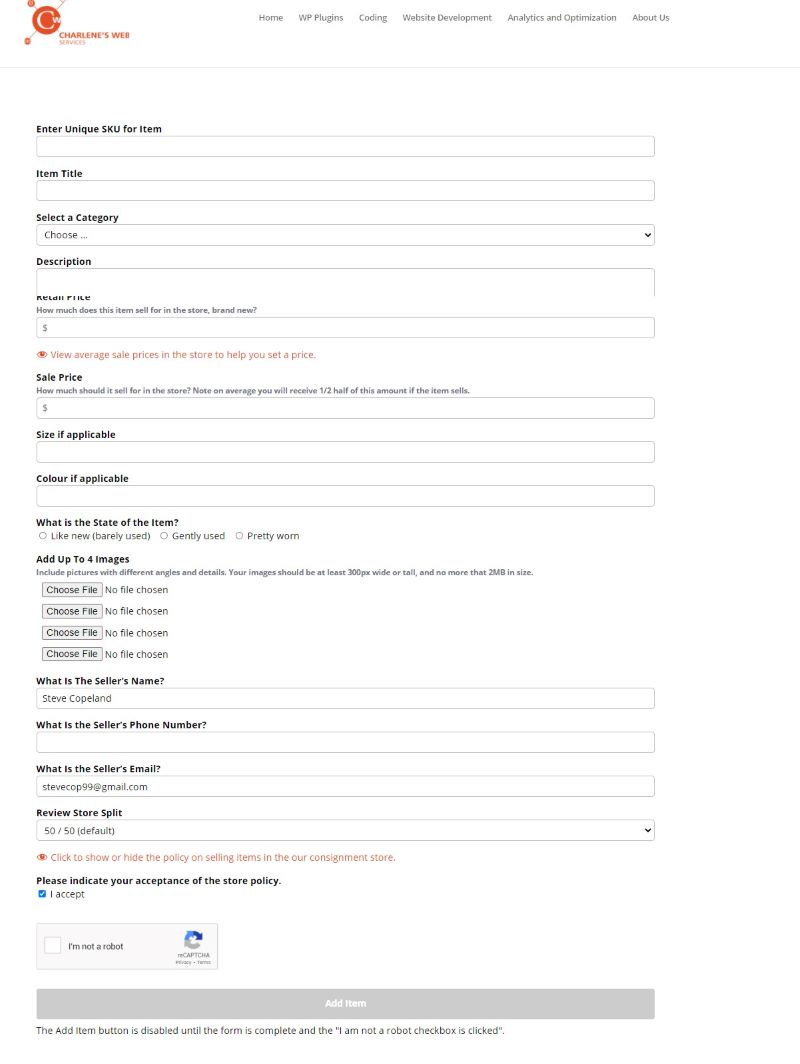 CW
CHARLENE'S WEB
SERVICES
Home WP Plugins Coding Website Development Analytics and Optimization About Us
Enter Unique SKU for Item
Item Title
Select a Category
Choose ...
Description
Retail Price
How much does this item sell for in the store, brand new?
$
View average sale prices in the store to help you set a price.
Sale Price
How much should it sell for in the store? Note on average you will receive 1/2 half of this amount if the item sells.
$
Size if applicable
Colour if applicable
What is the State of the Item?
Like new (barely used) Gently used Pretty worn
Add Up To 4 Images
Include pictures with different angles and details. Your images should be at least 300px wide or tall, and no more that 2MB in size.
Choose File No file chosen
Choose File No file chosen
Choose File No file chosen
Choose File No file chosen
What Is The Seller's Name?
Steve Copeland
What Is the Seller's Phone Number?
What Is the Seller's Email?
stevecop99@gmail.com
Review Store Split
50 / 50 (default)
Click to show or hide the policy on selling items in the our consignment store.
Please indicate your acceptance of the store policy.
I accept
I'm not a robot
reCAPTCHA
Privacy - Terms
Add Item
The Add Item button is disabled until the form is complete and the "I am not a robot checkbox is clicked".